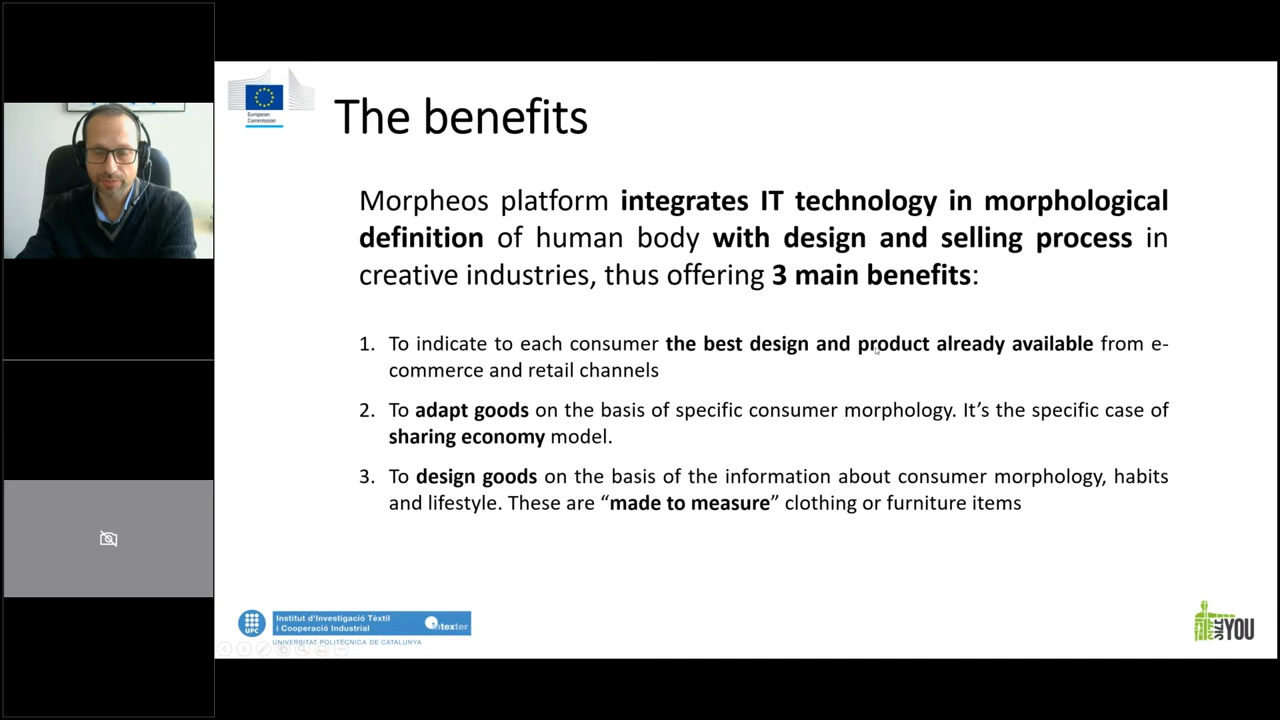 European
Commission
The benefits
Morpheos platform integrates IT technology in morphological
definition of human body with design and selling process in
creative industries, thus offering 3 main benefits:
1. To indicate to each consumer the best design and product already available from e-
commerce and retail channels
2. To adapt goods on the basis of specific consumer morphology. It’s the specific case of
sharing economy model.
3. To design goods on the basis of the information about consumer morphology, habits
and lifestyle. These are “made to measure” clothing or furniture items
UPC
Institut d'Investigació Tèxtil
i Cooperació Industrial
intexter
UNIVERSITAT POLITÈCNICA DE CATALUNYA
SIZE
YOU